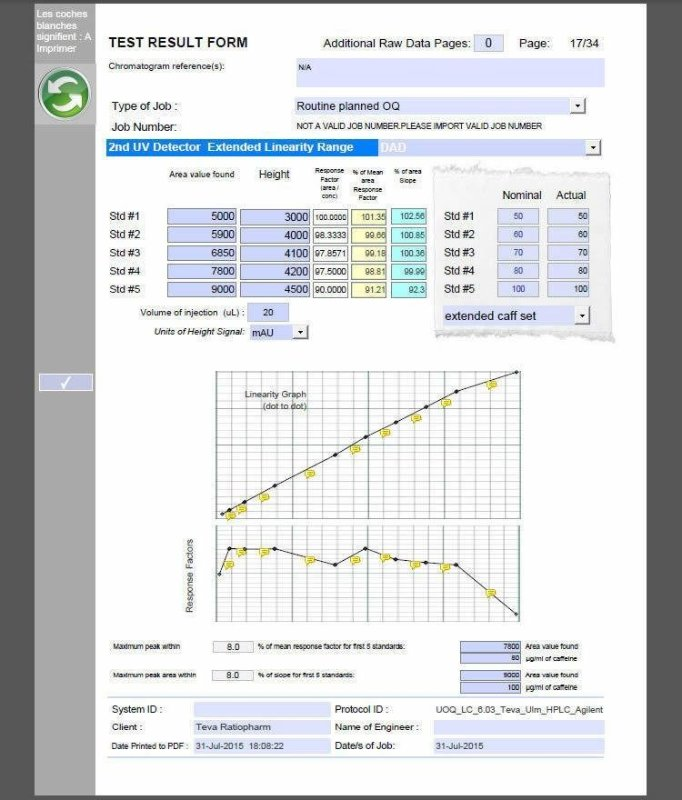 Les coches
blanches
signifient : A
Imprimer
TEST RESULT FORM
Additional Raw Data Pages: 0 Page: 17/34
Chromatogram reference(s): N/A
Type of Job : Routine planned OQ
Job Number: NOT A VALID JOB NUMBER.PLEASE IMPORT VALID JOB NUMBER
2nd UV Detector Extended Linearity Range DAD
Area value found Height Response Factor (area / conc) % of Mean area Response Factor % of area Slope
Nominal Actual
Std #1 5000 3000 100.0000 101.35 102.56 Std #1 50 50
Std #2 5900 4000 98.3333 99.66 100.85 Std #2 60 60
Std #3 6850 4100 97.8571 99.18 100.36 Std #3 70 70
Std #4 7800 4200 97.5000 98.81 99.99 Std #4 80 80
Std #5 9000 4500 90.0000 91.21 92.3 Std #5 100 100
Volume of injection (uL) : 20 extended caff set
Units of Height Signal: mAU
Linearity Graph
(dot to dot)
Response Factors
Maximum peak within 8.0 % of mean response factor for first 5 standards: 7800 Area value found
80 µg/ml of caffeine
Maximum peak area within 8.0 % of slope for first 5 standards: 9000 Area value found
100 µg/ml of caffeine
System ID : Protocol ID : UOQ_LC_6.03_Teva_Ulm_HPLC_Agilent
Client : Teva Ratiopharm Name of Engineer :
Date Printed to PDF : 31-Jul-2015 18:08:22 Date/s of Job: 31-Jul-2015